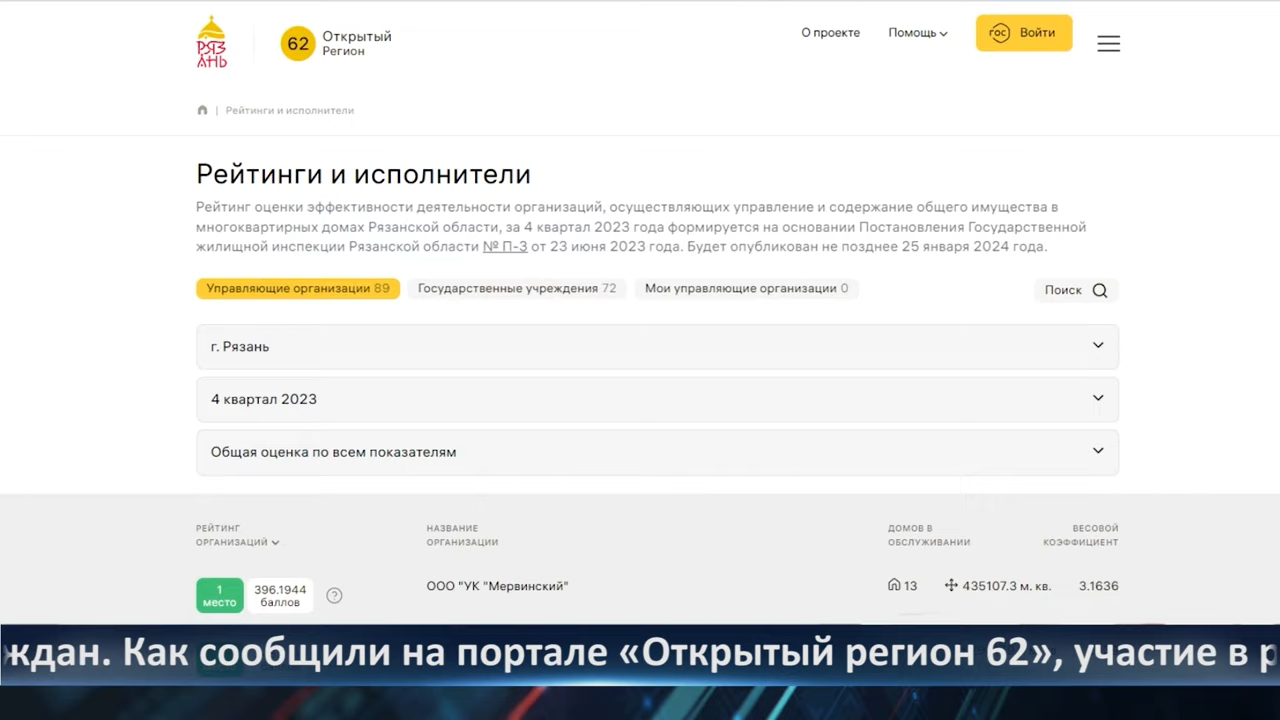 РЯЗ
АНЬ
62
Открытый
Регион
О проекте
Помощь
гос
Войти
| Рейтинги и исполнители
Рейтинги и исполнители
Рейтинг оценки эффективности деятельности организаций, осуществляющих управление и содержание общего имущества в
многоквартирных домах Рязанской области, за 4 квартал 2023 года формируется на основании Постановления Государственной
жилищной инспекции Рязанской области № П-3 от 23 июня 2023 года. Будет опубликован не позднее 25 января 2024 года.
Управляющие организации 89
Государственные учреждения 72
Мои управляющие организации 0
Поиск
г. Рязань
4 квартал 2023
Общая оценка по всем показателям
РЕЙТИНГ
ОРГАНИЗАЦИЙ
НАЗВАНИЕ
ОРГАНИЗАЦИИ
ДОМОВ В
ОБСЛУЖИВАНИИ
ВЕСОВОЙ
КОЭФФИЦИЕНТ
1
место
396.1944
баллов
?
ООО "УК "Мервинский"
13
435107.3 м. кв.
3.1636
ждан. Как сообщили на портале «Открытый регион 62», участие в р